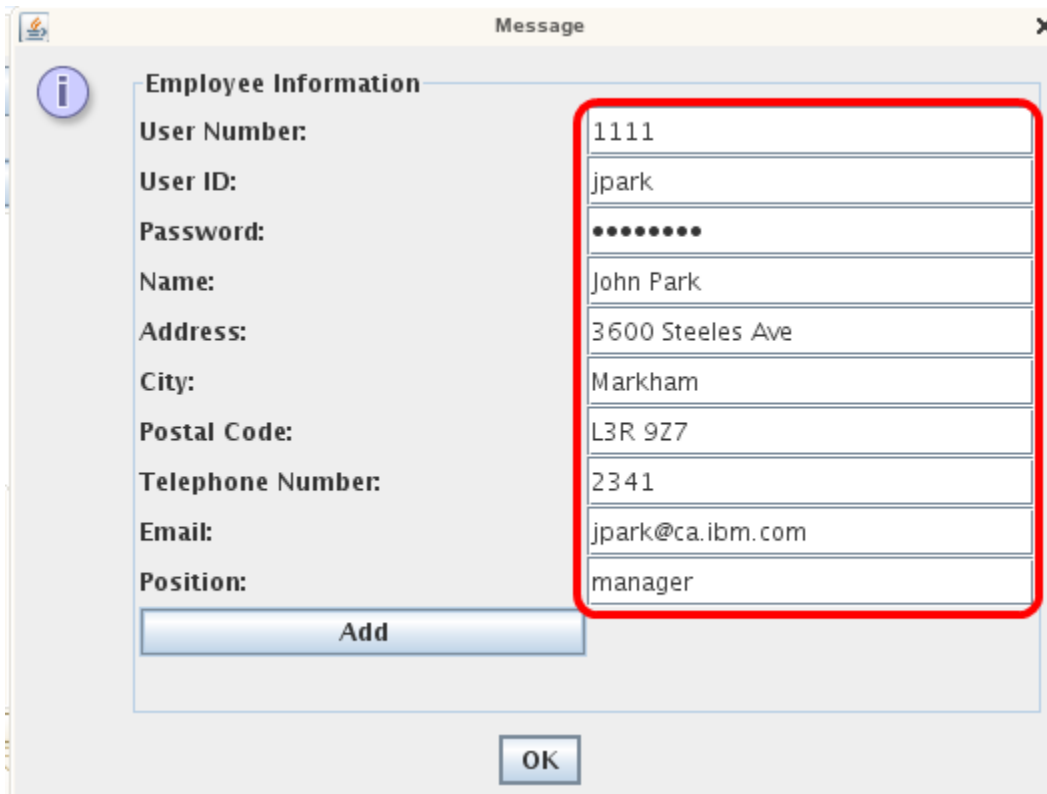 Message
Employee Information
User Number: 1111
User ID: jpark
Password: ••••••••
Name: John Park
Address: 3600 Steeles Ave
City: Markham
Postal Code: L3R 9Z7
Telephone Number: 2341
Email: jpark@ca.ibm.com
Position: manager
Add
OK